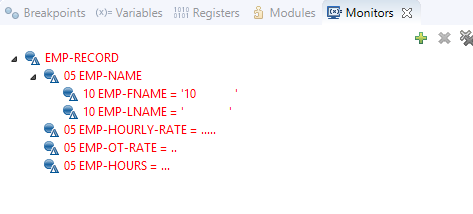 Breakpoints (x)= Variables 1010 0101 Registers Modules (x)= Monitors
EMP-RECORD
05 EMP-NAME
10 EMP-FNAME = '10        '
10 EMP-LNAME = '          '
05 EMP-HOURLY-RATE = .....
05 EMP-OT-RATE = ..
05 EMP-HOURS = ...